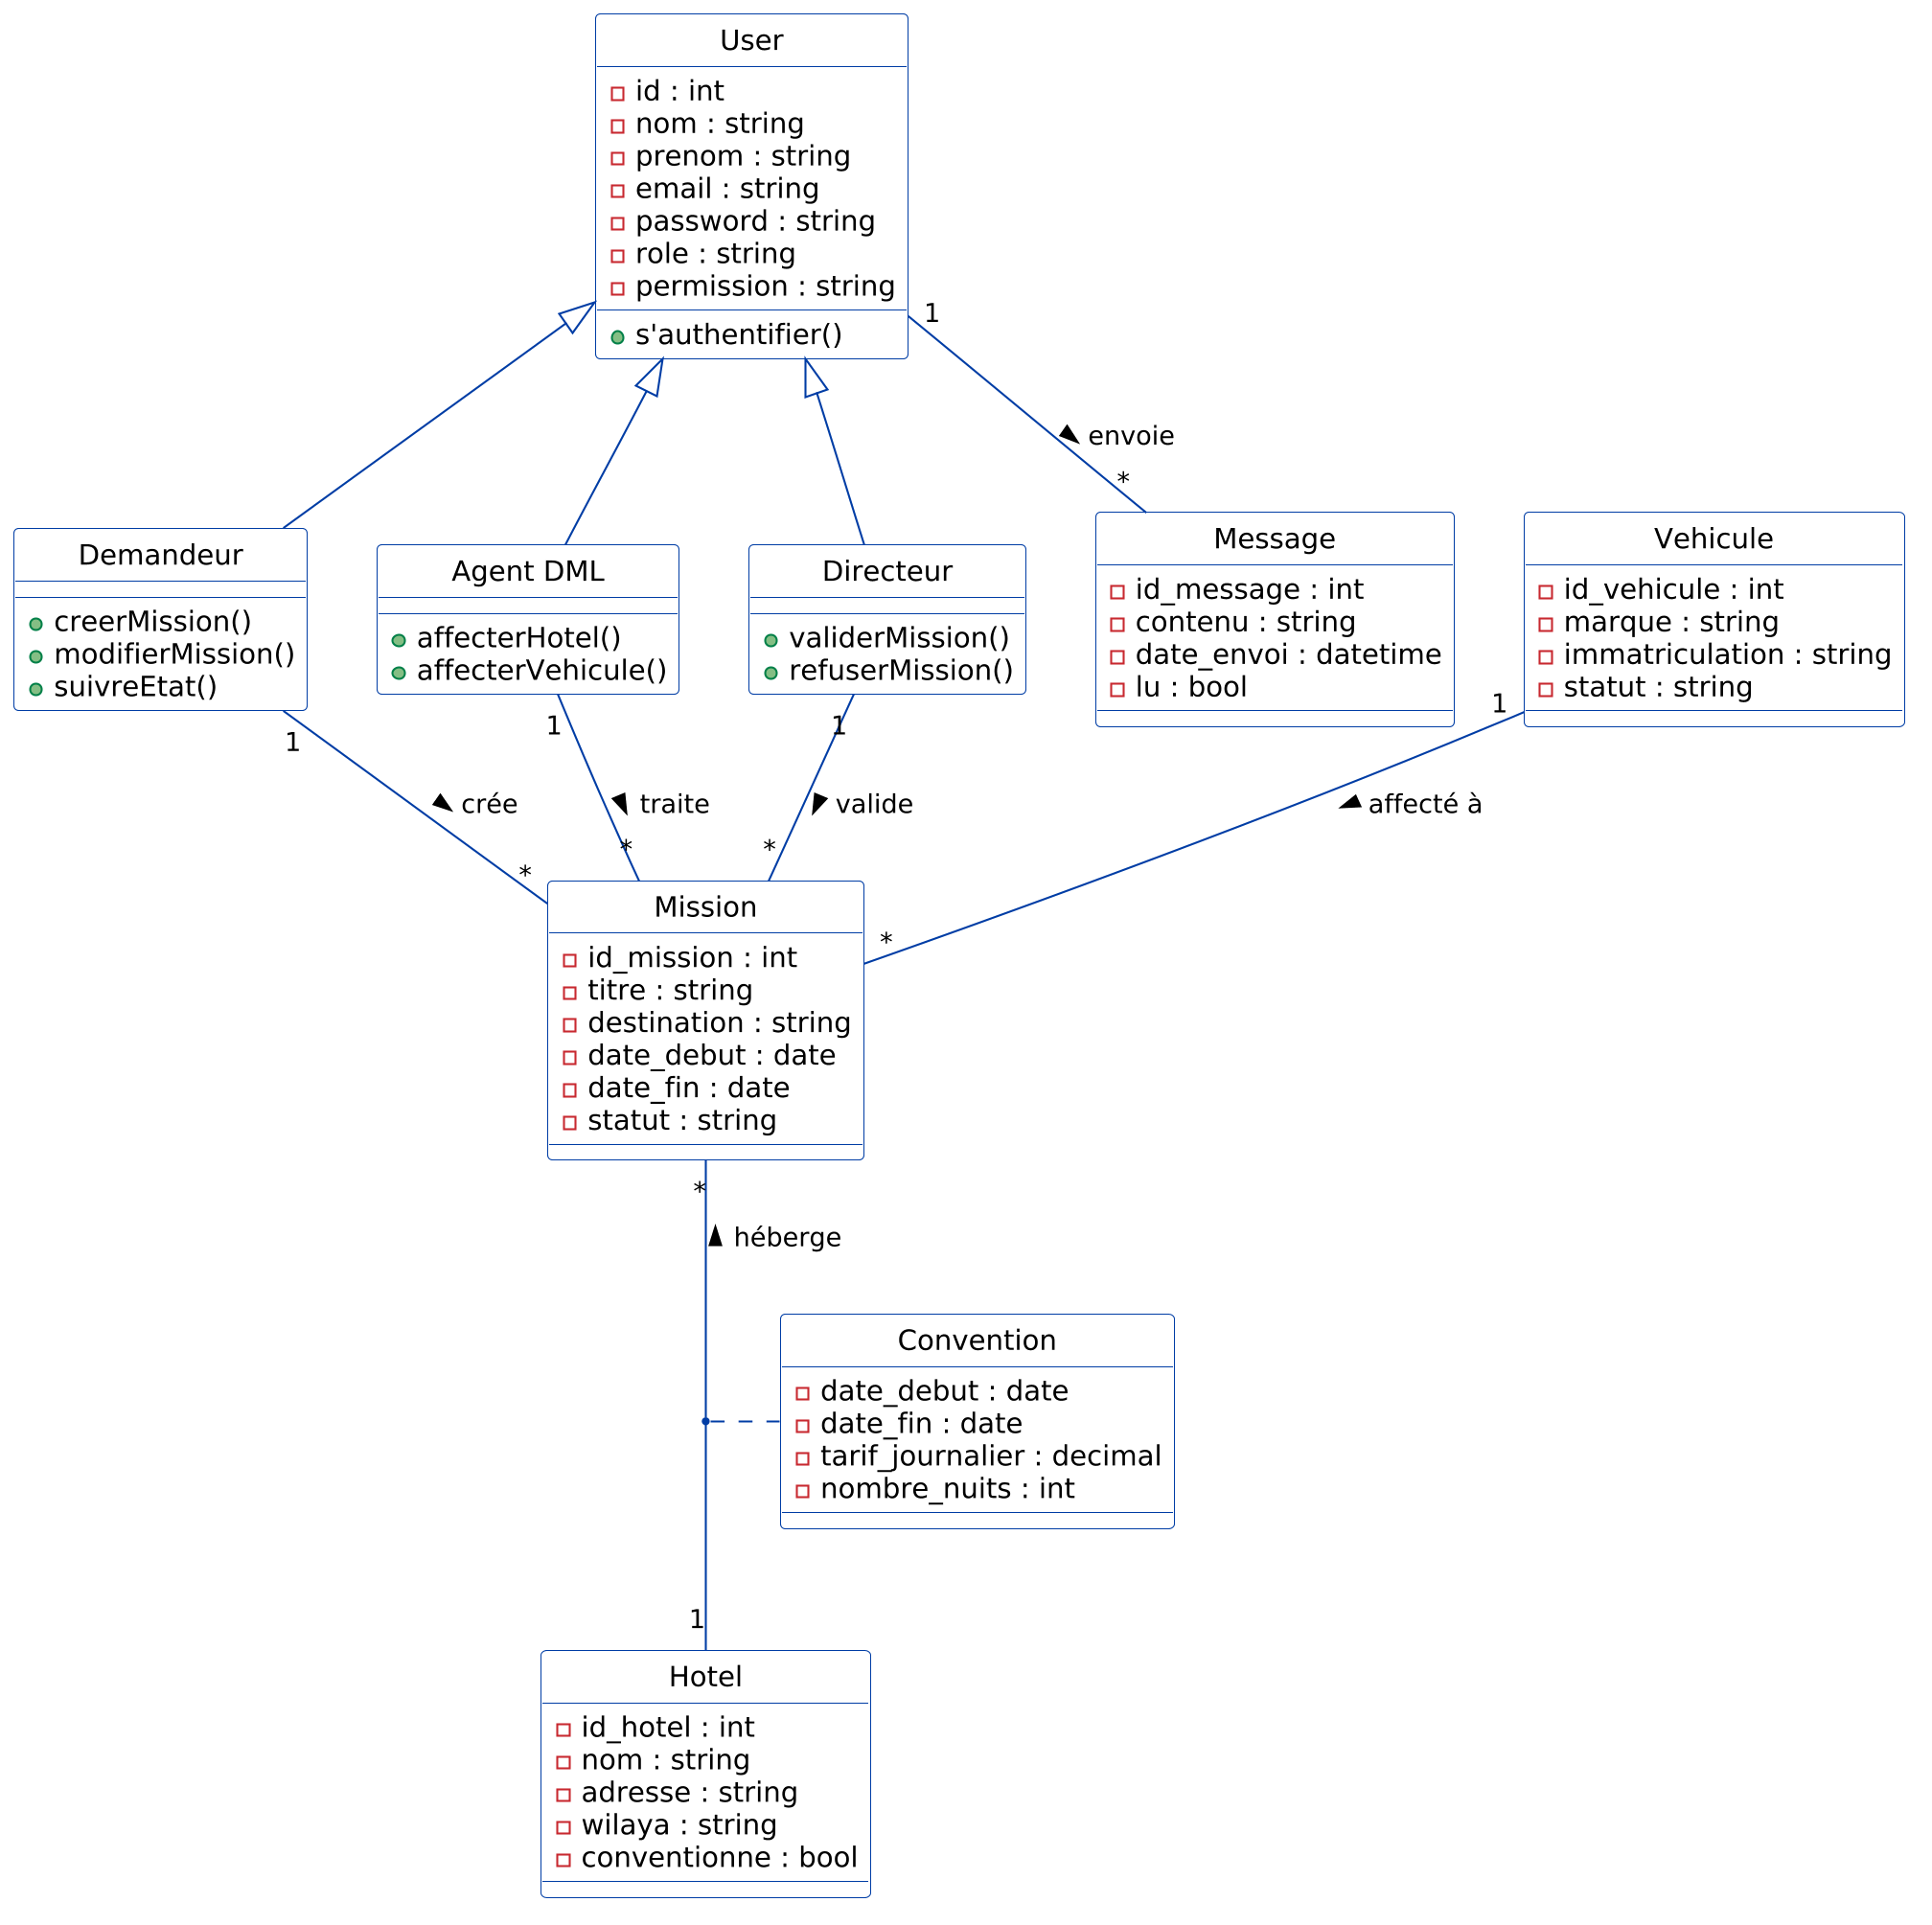 User
id : int
nom : string
prenom : string
email : string
password : string
role : string
permission : string
s'authentifier()
1
envoie
*
Demandeur
creerMission()
modifierMission()
suivreEtat()
Agent DML
affecterHotel()
affecterVehicule()
Directeur
validerMission()
refuserMission()
Message
id_message : int
contenu : string
date_envoi : datetime
lu : bool
Vehicule
id_vehicule : int
marque : string
immatriculation : string
statut : string
1
crée
*
1
traite
*
1
valide
*
1
affecté à
*
Mission
id_mission : int
titre : string
destination : string
date_debut : date
date_fin : date
statut : string
*
héberge
Convention
date_debut : date
date_fin : date
tarif_journalier : decimal
nombre_nuits : int
1
Hotel
id_hotel : int
nom : string
adresse : string
wilaya : string
conventionne : bool